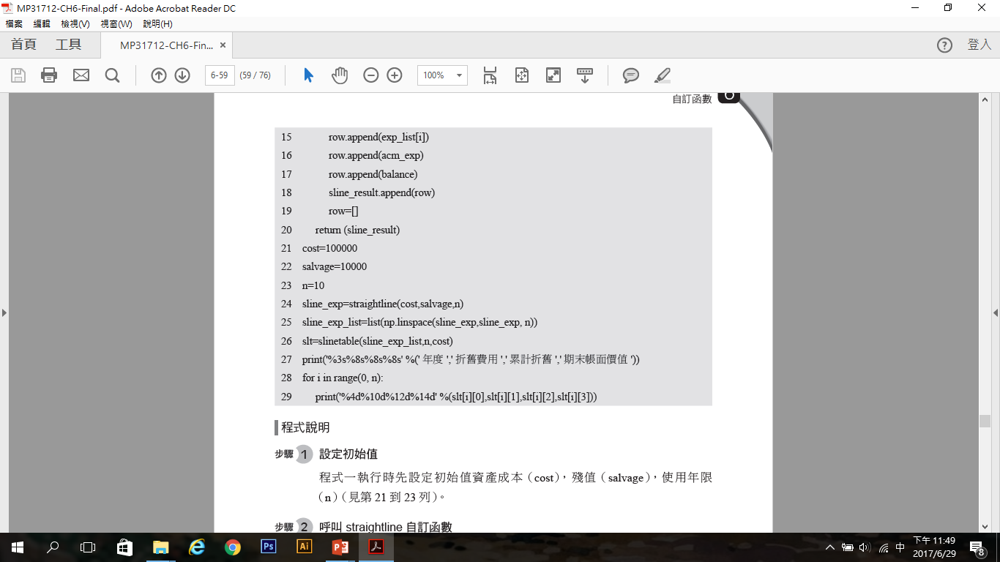 MP31712-CH6-Final.pdf - Adobe Acrobat Reader DC
檔案 編輯 檢視(V) 視窗(W) 說明(H)
首頁 工具 MP31712-CH6-Fin... × 登入
6-59 (59 / 76) 100%
自訂函數 6
15 row.append(exp_list[i])
16 row.append(acm_exp)
17 row.append(balance)
18 sline_result.append(row)
19 row=[]
20 return (sline_result)
21 cost=100000
22 salvage=10000
23 n=10
24 sline_exp=straightline(cost,salvage,n)
25 sline_exp_list=list(np.linspace(sline_exp,sline_exp, n))
26 slt=slinetable(sline_exp_list,n,cost)
27 print('%3s%8s%8s%8s' %(' 年度 ',' 折舊費用 ',' 累計折舊 ',' 期末帳面價值 '))
28 for i in range(0, n):
29 print('%4d%10d%12d%14d' %(slt[i][0],slt[i][1],slt[i][2],slt[i][3]))
程式說明
步驟 1 設定初始值
程式一執行時先設定初始值資產成本（cost），殘值（salvage），使用年限
（n）（見第 21 到 23 列）。
步驟 2 呼叫 straightline 自訂函數
Ps Ai 中 下午 11:49
2017/6/29 8